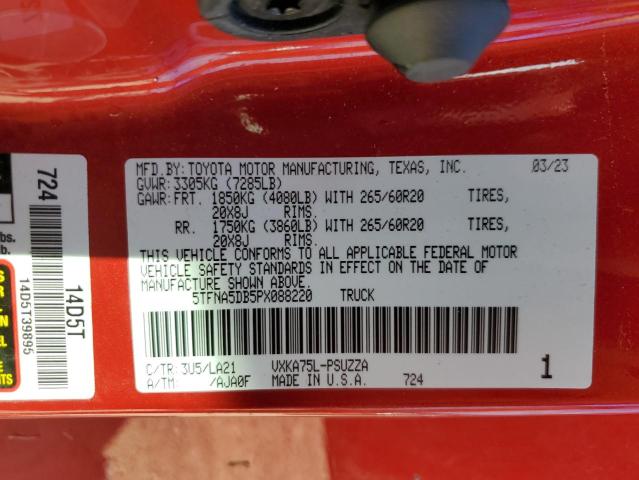 MFD.BY:TOYOTA MOTOR MANUFACTURING, TEXAS, INC. 03/23
GVWR:3305KG (7285LB)
GAWR:FRT. 1850KG (4080LB) WITH 265/60R20 TIRES,
20X8J RIMS.
RR. 1750KG (3860LB) WITH 265/60R20 TIRES,
20X8J RIMS.
THIS VEHICLE CONFORMS TO ALL APPLICABLE FEDERAL MOTOR
VEHICLE SAFETY STANDARDS IN EFFECT ON THE DATE OF
MANUFACTURE SHOWN ABOVE.
5TFNA5DB5PX088220 TRUCK
C/TR:3U5/LA21 VXKA75L-PSUZZA
A/TM: /AJA0F MADE IN U.S.A. 724
1
724
14D5T
14D5T39895
bs.
b.